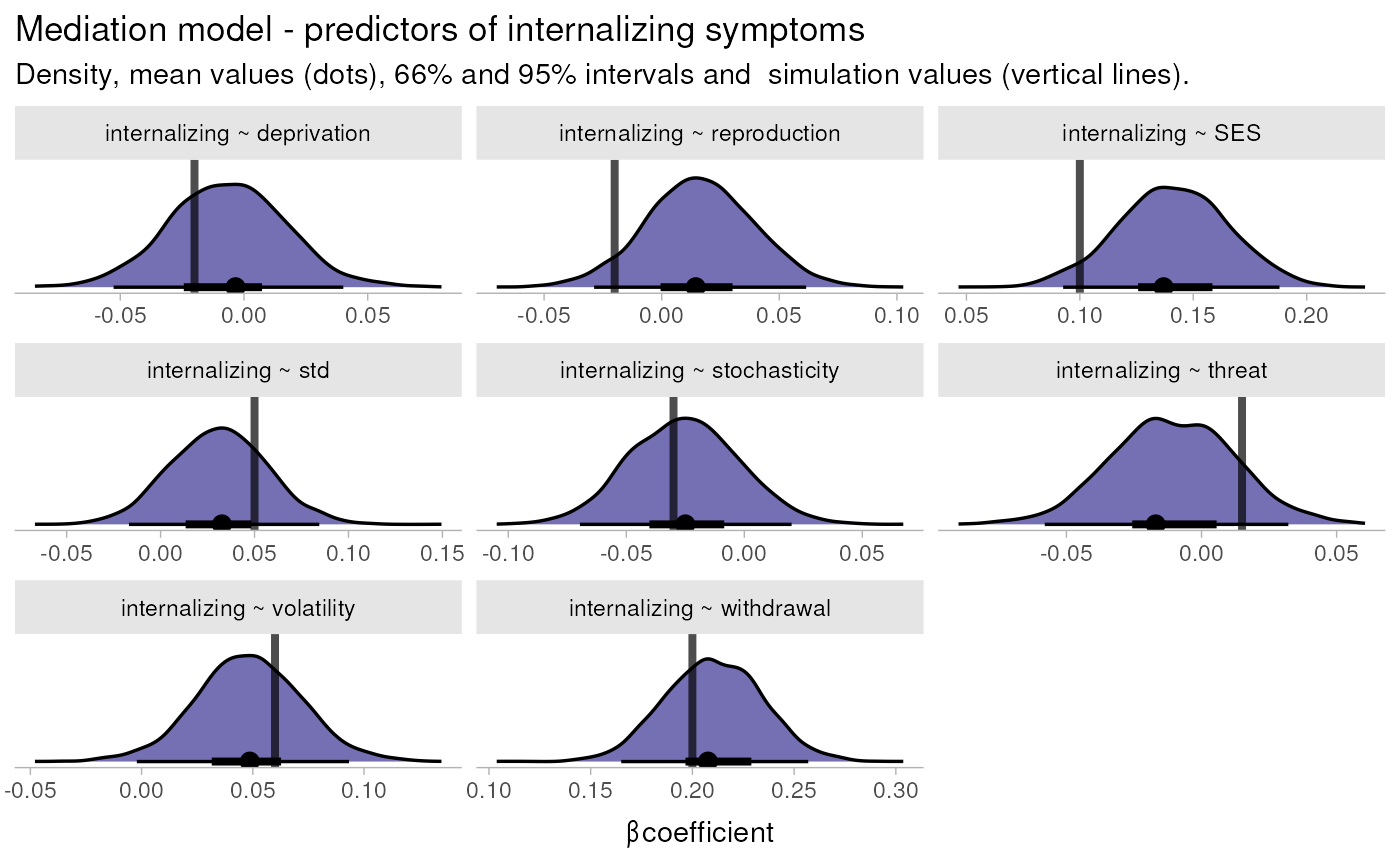 Mediation model - predictors of internalizing symptoms
Density, mean values (dots), 66% and 95% intervals and  simulation values (vertical lines).
internalizing ~ deprivation
internalizing ~ reproduction
internalizing ~ SES
-0.05 0.00 0.05
-0.05 0.00 0.05 0.10
0.05 0.10 0.15 0.20
internalizing ~ std
internalizing ~ stochasticity
internalizing ~ threat
-0.05 0.00 0.05 0.10 0.15
-0.10 -0.05 0.00 0.05
-0.05 0.00 0.05
internalizing ~ volatility
internalizing ~ withdrawal
-0.05 0.00 0.05 0.10
0.10 0.15 0.20 0.25 0.30
βcoefficient